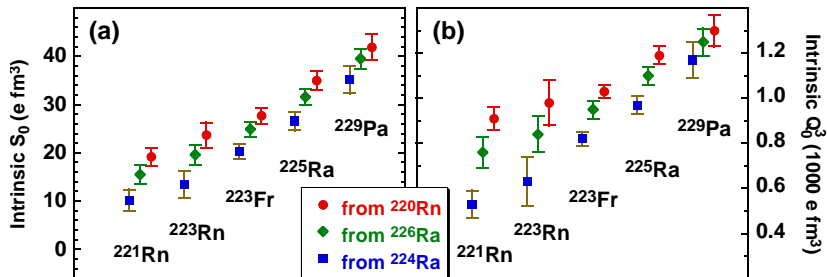 (a)
(b)
Intrinsic S₀ (e fm³)
40
30
20
10
0
²²¹Rn
²²³Rn
²²³Fr
²²⁵Ra
²²⁹Pa
from ²²⁰Rn
from ²²⁶Ra
from ²²⁴Ra
²²¹Rn
²²³Rn
²²³Fr
²²⁵Ra
²²⁹Pa
1.2
1.0
0.8
0.6
0.4
Intrinsic Q₀³ (1000 e fm³)